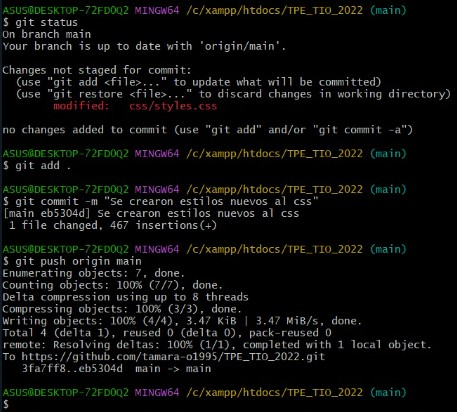 ASUS@DESKTOP-72FD0Q2 MINGW64 /c/xampp/htdocs/TPE_TIO_2022 (main)
$ git status
On branch main
Your branch is up to date with 'origin/main'.
Changes not staged for commit:
(use "git add <file>..." to update what will be committed)
(use "git restore <file>..." to discard changes in working directory)
modified: css/styles.css
no changes added to commit (use "git add" and/or "git commit -a")
ASUS@DESKTOP-72FD0Q2 MINGW64 /c/xampp/htdocs/TPE_TIO_2022 (main)
$ git add .
ASUS@DESKTOP-72FD0Q2 MINGW64 /c/xampp/htdocs/TPE_TIO_2022 (main)
$ git commit -m "Se crearon estilos nuevos al css"
[main eb5304d] Se crearon estilos nuevos al css
1 file changed, 467 insertions(+)
ASUS@DESKTOP-72FD0Q2 MINGW64 /c/xampp/htdocs/TPE_TIO_2022 (main)
$ git push origin main
Enumerating objects: 7, done.
Counting objects: 100% (7/7), done.
Delta compression using up to 8 threads
Compressing objects: 100% (3/3), done.
Writing objects: 100% (4/4), 3.47 KiB | 3.47 MiB/s, done.
Total 4 (delta 1), reused 0 (delta 0), pack-reused 0
remote: Resolving deltas: 100% (1/1), completed with 1 local object.
To https://github.com/tamara-o1995/TPE_TIO_2022.git
3fa7ff8..eb5304d main -> main
ASUS@DESKTOP-72FD0Q2 MINGW64 /c/xampp/htdocs/TPE_TIO_2022 (main)
$